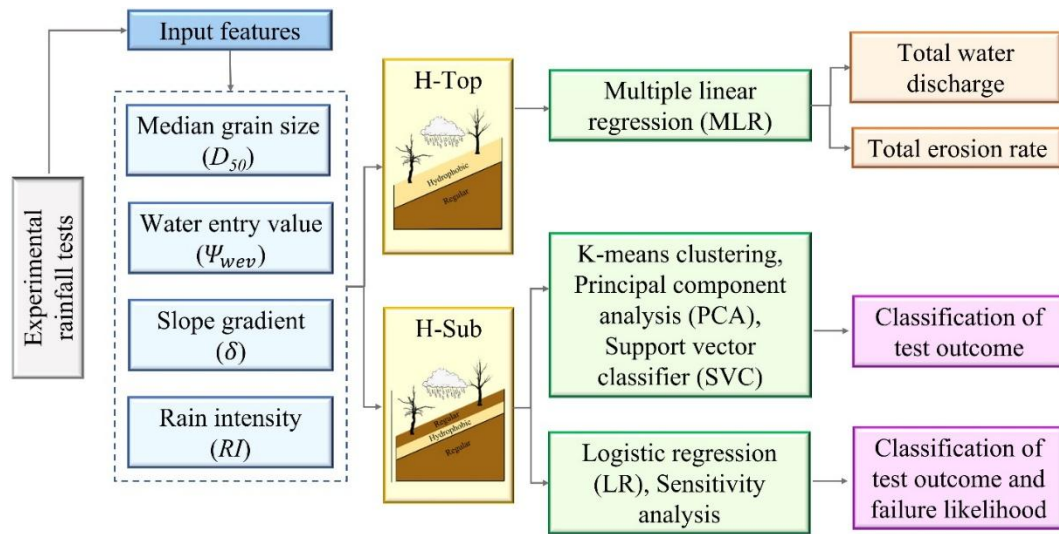 Experimental
rainfall tests
Input features
Median grain size
(D50)
Water entry value
(Ψwev)
Slope gradient
(δ)
Rain intensity
(RI)
H-Top
Hydrophobic
Regular
H-Sub
Regular
Hydrophobic
Regular
Multiple linear
regression (MLR)
Total water
discharge
Total erosion rate
K-means clustering,
Principal component
analysis (PCA),
Support vector
classifier (SVC)
Classification of
test outcome
Logistic regression
(LR), Sensitivity
analysis
Classification of
test outcome and
failure likelihood